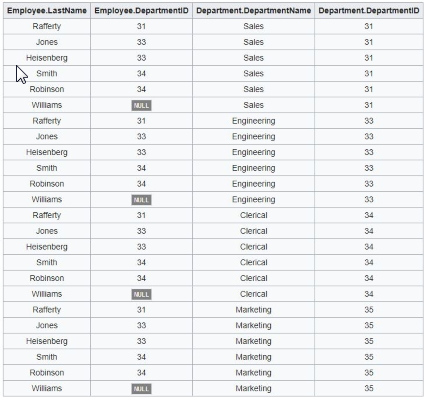 Employee.LastName Employee.DepartmentID Department.DepartmentName Department.DepartmentID
Rafferty 31 Sales 31
Jones 33 Sales 31
Heisenberg 33 Sales 31
Smith 34 Sales 31
Robinson 34 Sales 31
Williams NULL Sales 31
Rafferty 31 Engineering 33
Jones 33 Engineering 33
Heisenberg 33 Engineering 33
Smith 34 Engineering 33
Robinson 34 Engineering 33
Williams NULL Engineering 33
Rafferty 31 Clerical 34
Jones 33 Clerical 34
Heisenberg 33 Clerical 34
Smith 34 Clerical 34
Robinson 34 Clerical 34
Williams NULL Clerical 34
Rafferty 31 Marketing 35
Jones 33 Marketing 35
Heisenberg 33 Marketing 35
Smith 34 Marketing 35
Robinson 34 Marketing 35
Williams NULL Marketing 35